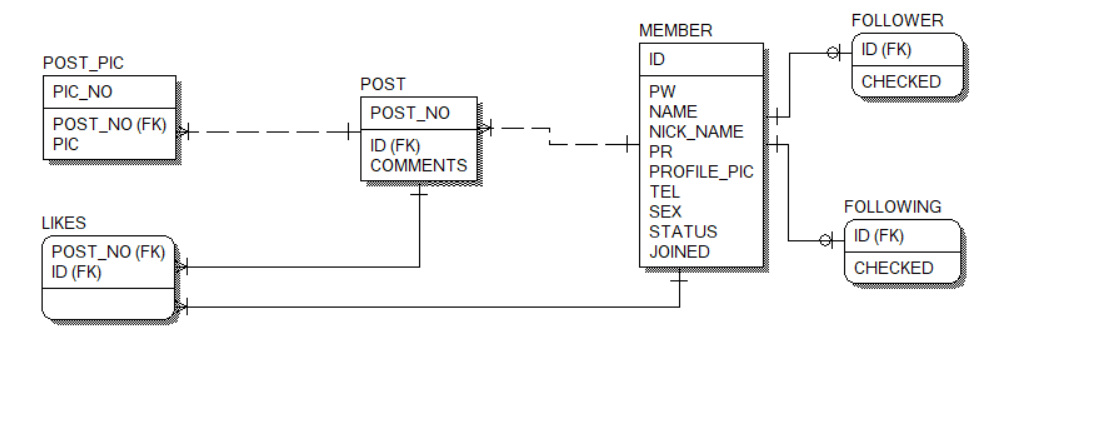 POST_PIC
PIC_NO
POST_NO (FK)
PIC
POST
POST_NO
ID (FK)
COMMENTS
MEMBER
ID
PW
NAME
NICK_NAME
PR
PROFILE_PIC
TEL
SEX
STATUS
JOINED
FOLLOWER
ID (FK)
CHECKED
FOLLOWING
ID (FK)
CHECKED
LIKES
POST_NO (FK)
ID (FK)